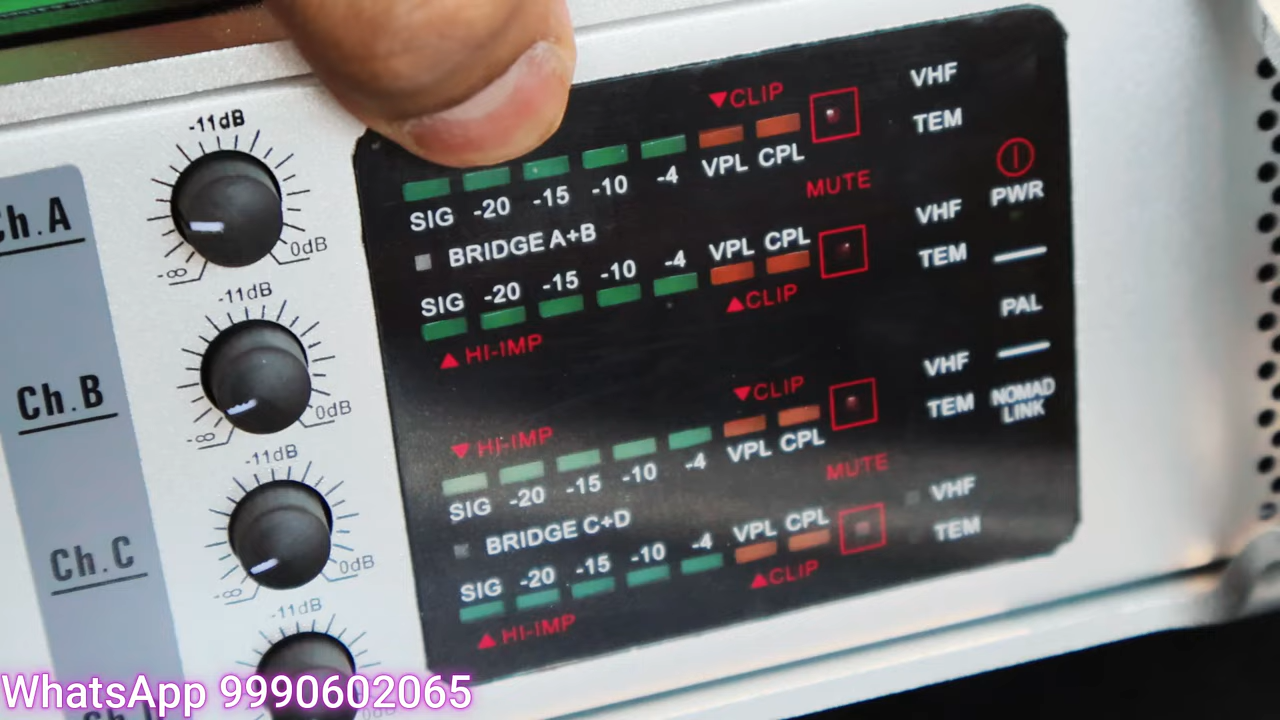 Ch.A
-11dB
-∞ 0dB
Ch.B
-11dB
-∞ 0dB
Ch.C
-11dB
-∞ 0dB
-11dB
▼CLIP
SIG -20 -15 -10 -4 VPL CPL
MUTE
BRIDGE A+B
SIG -20 -15 -10 -4 VPL CPL
▲HI-IMP ▲CLIP
▼HI-IMP ▼CLIP
SIG -20 -15 -10 -4 VPL CPL
MUTE
BRIDGE C+D
SIG -20 -15 -10 -4 VPL CPL
▲HI-IMP ▲CLIP
VHF
TEM
VHF
TEM
VHF
TEM
VHF
TEM
PWR
PAL
NOMAD
LINK
WhatsApp 9990602065